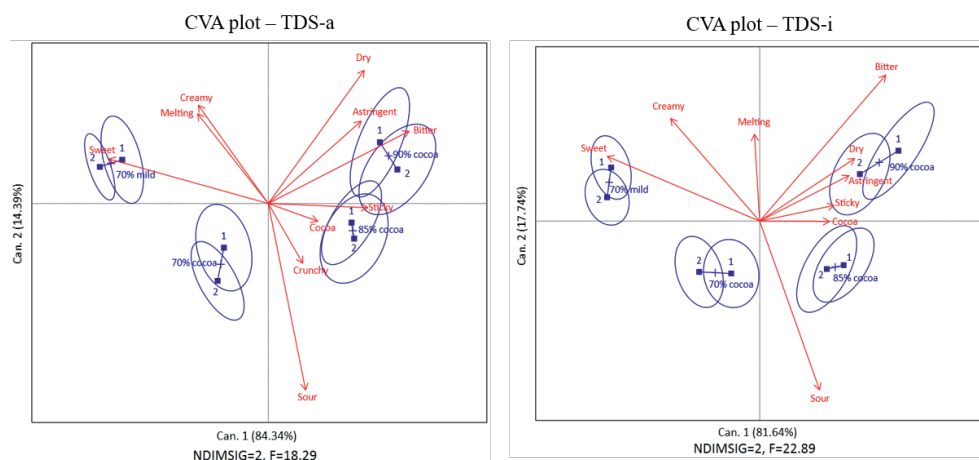 CVA plot – TDS-a
Dry
Creamy
Melting
Astringent
1
Bitter
Sweet
1
2
70% mild
90% cocoa
2
Sticky
Cocoa
1
85% cocoa
2
1
70% cocoa
2
Crunchy
Sour
Can. 2 (14.39%)
Can. 1 (84.34%)
NDIMSIG=2, F=18.29
CVA plot – TDS-i
Bitter
Creamy
Melting
Sweet
1
70% mild
2
Dry
1
2
90% cocoa
Astringent
Sticky
Cocoa
2
1
70% cocoa
1
2
85% cocoa
Sour
Can. 2 (17.74%)
Can. 1 (81.64%)
NDIMSIG=2, F=22.89